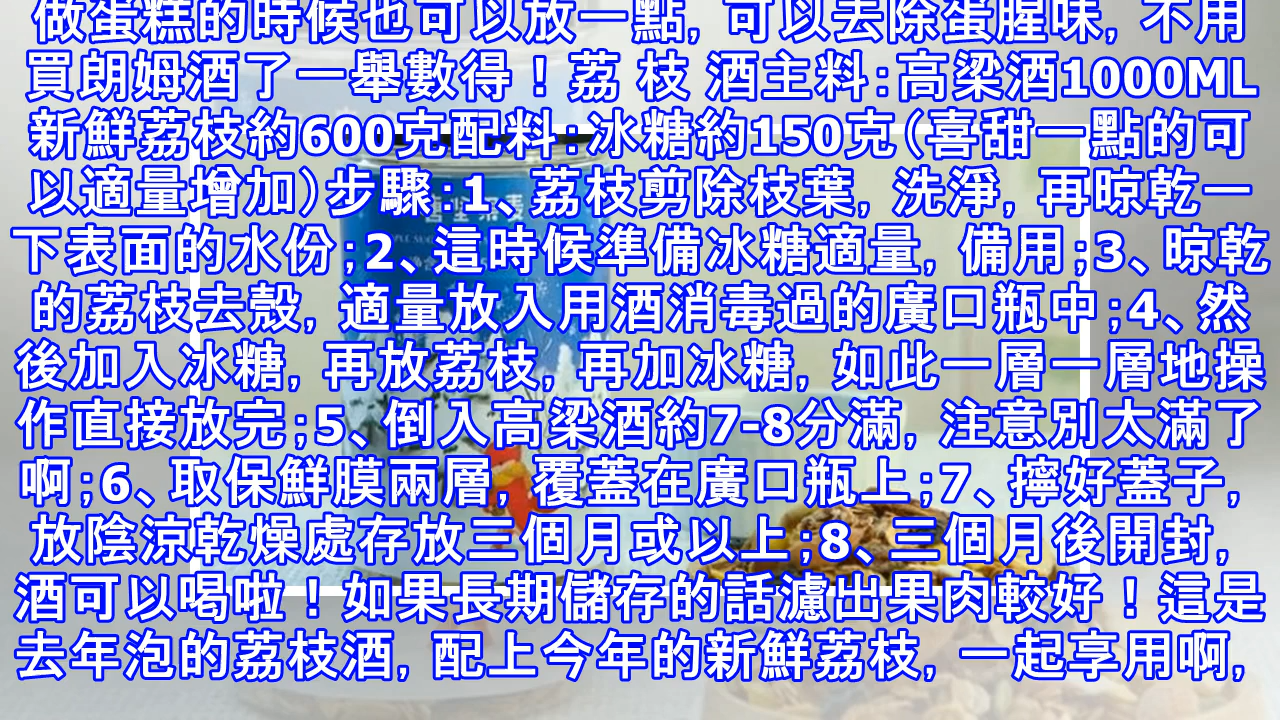 做蛋糕的時候也可以放一點, 可以去除蛋腥味, 不用
買朗姆酒了一舉數得！荔 枝 酒主料:高梁酒1000ML
新鮮荔枝約600克配料:冰糖約150克(喜甜一點的可
以適量增加)步驟:1、荔枝剪除枝葉, 洗淨, 再晾乾一
下表面的水份;2、這時候準備冰糖適量, 備用;3、晾乾
的荔枝去殼, 適量放入用酒消毒過的廣口瓶中;4、然
後加入冰糖, 再放荔枝, 再加冰糖, 如此一層一層地操
作直接放完;5、倒入高梁酒約7-8分滿, 注意別太滿了
啊;6、取保鮮膜兩層, 覆蓋在廣口瓶上;7、擰好蓋子,
放陰涼乾燥處存放三個月或以上;8、三個月後開封,
酒可以喝啦！如果長期儲存的話濾出果肉較好！這是
去年泡的荔枝酒, 配上今年的新鮮荔枝, 一起享用啊,